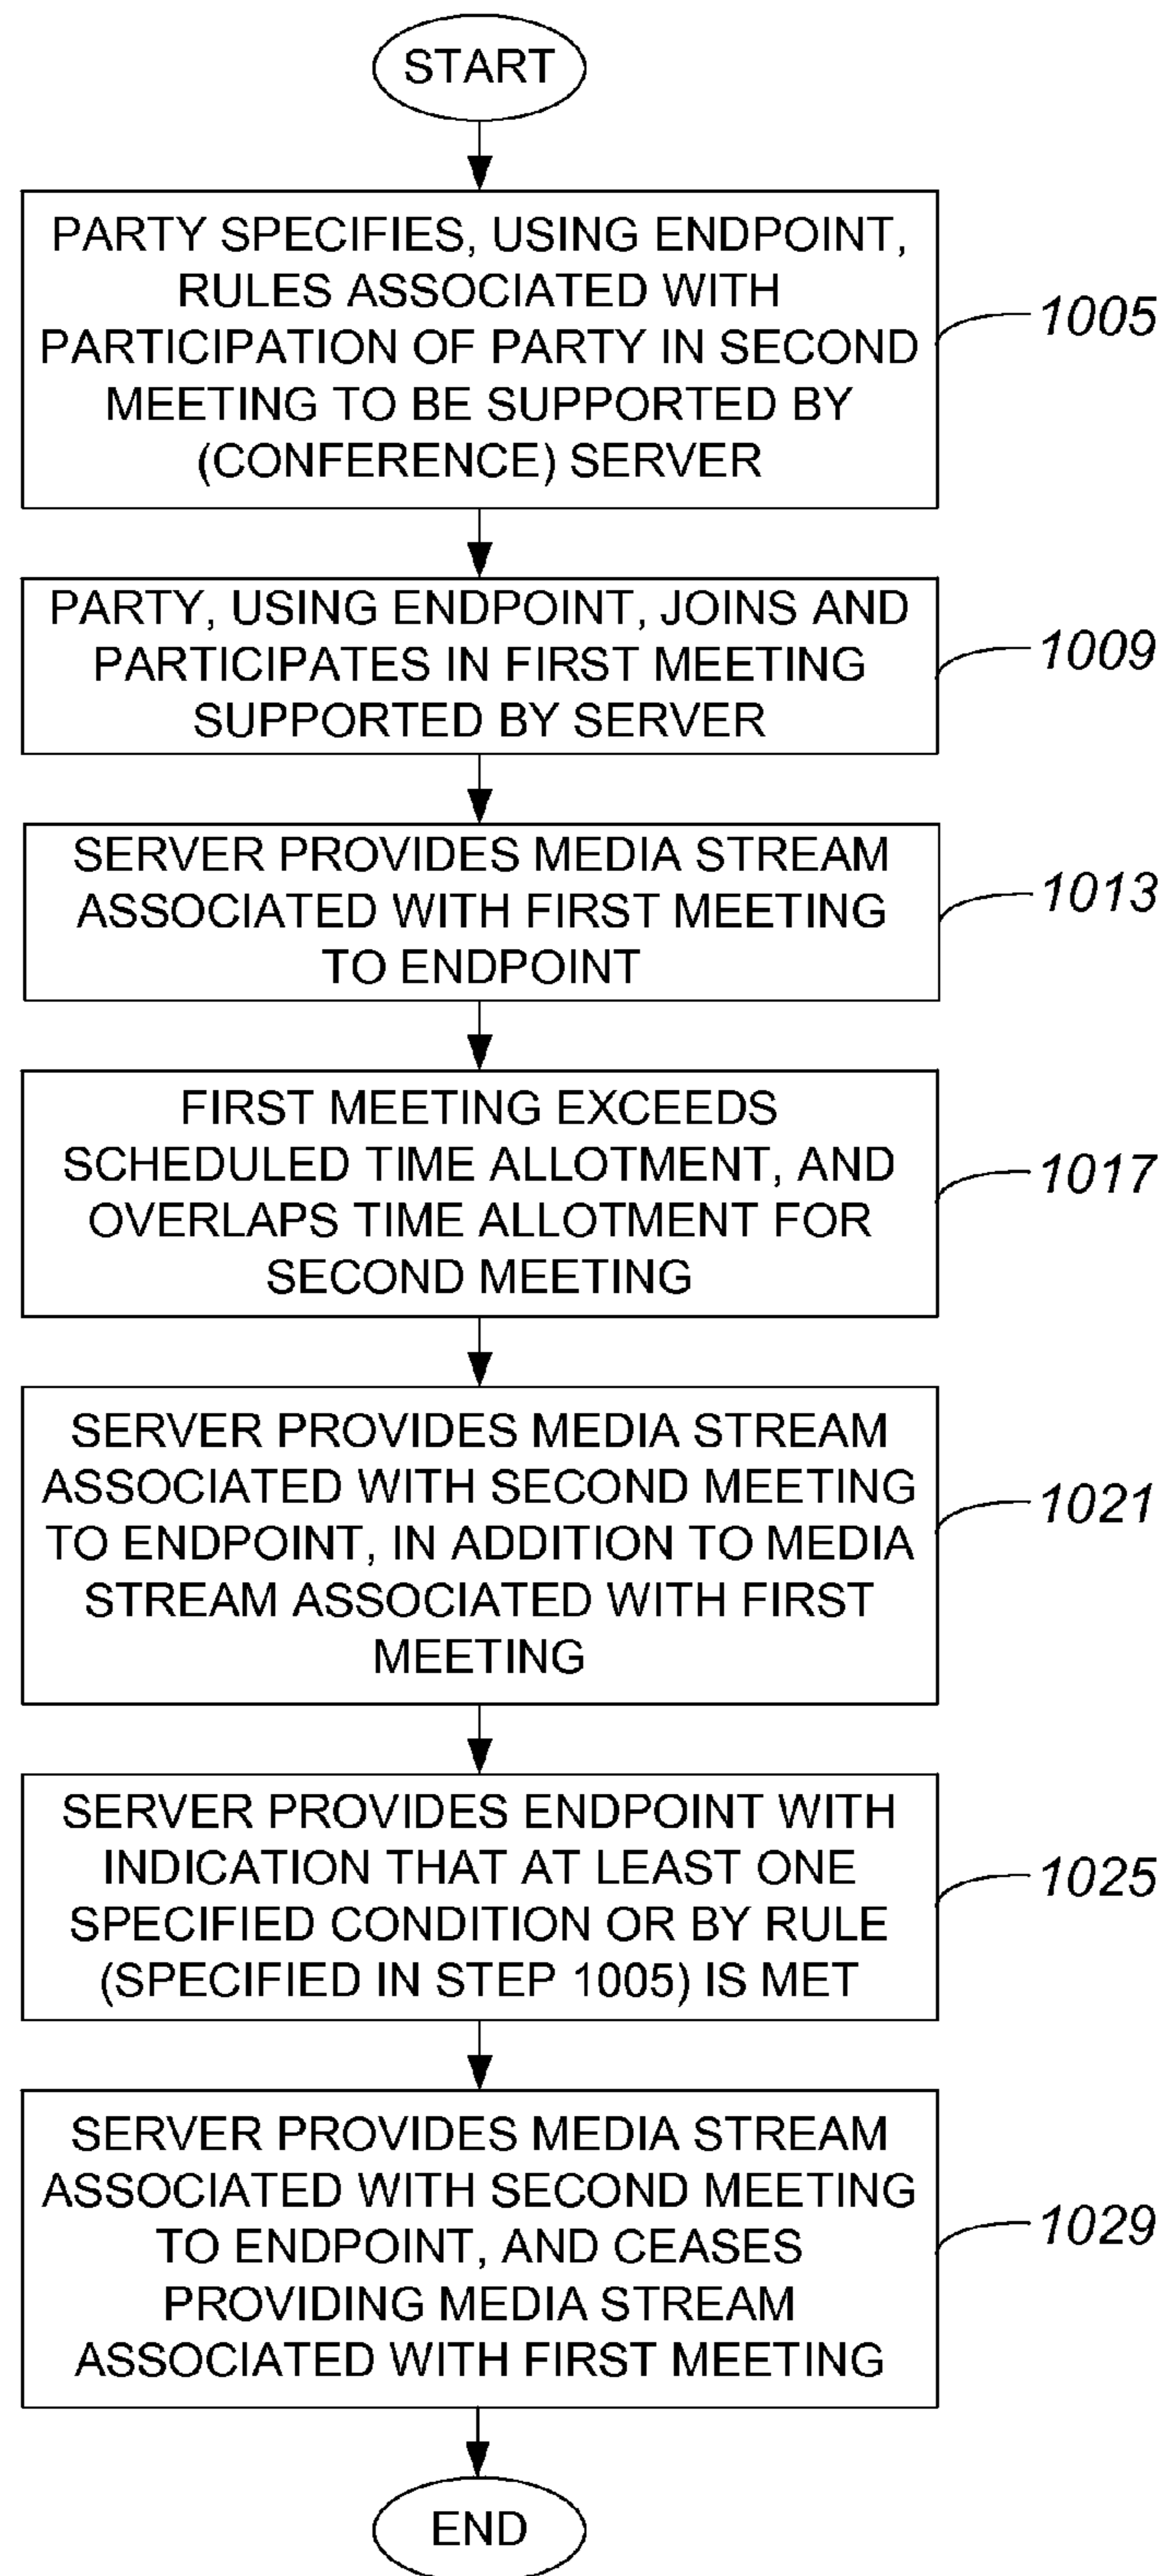 START
PARTY SPECIFIES, USING ENDPOINT,
RULES ASSOCIATED WITH
PARTICIPATION OF PARTY IN SECOND
MEETING TO BE SUPPORTED BY
(CONFERENCE) SERVER
1005
PARTY, USING ENDPOINT, JOINS AND
PARTICIPATES IN FIRST MEETING
SUPPORTED BY SERVER
1009
SERVER PROVIDES MEDIA STREAM
ASSOCIATED WITH FIRST MEETING
TO ENDPOINT
1013
FIRST MEETING EXCEEDS
SCHEDULED TIME ALLOTMENT, AND
OVERLAPS TIME ALLOTMENT FOR
SECOND MEETING
1017
SERVER PROVIDES MEDIA STREAM
ASSOCIATED WITH SECOND MEETING
TO ENDPOINT, IN ADDITION TO MEDIA
STREAM ASSOCIATED WITH FIRST
MEETING
1021
SERVER PROVIDES ENDPOINT WITH
INDICATION THAT AT LEAST ONE
SPECIFIED CONDITION OR BY RULE
(SPECIFIED IN STEP 1005) IS MET
1025
SERVER PROVIDES MEDIA STREAM
ASSOCIATED WITH SECOND MEETING
TO ENDPOINT, AND CEASES
PROVIDING MEDIA STREAM
ASSOCIATED WITH FIRST MEETING
1029
END